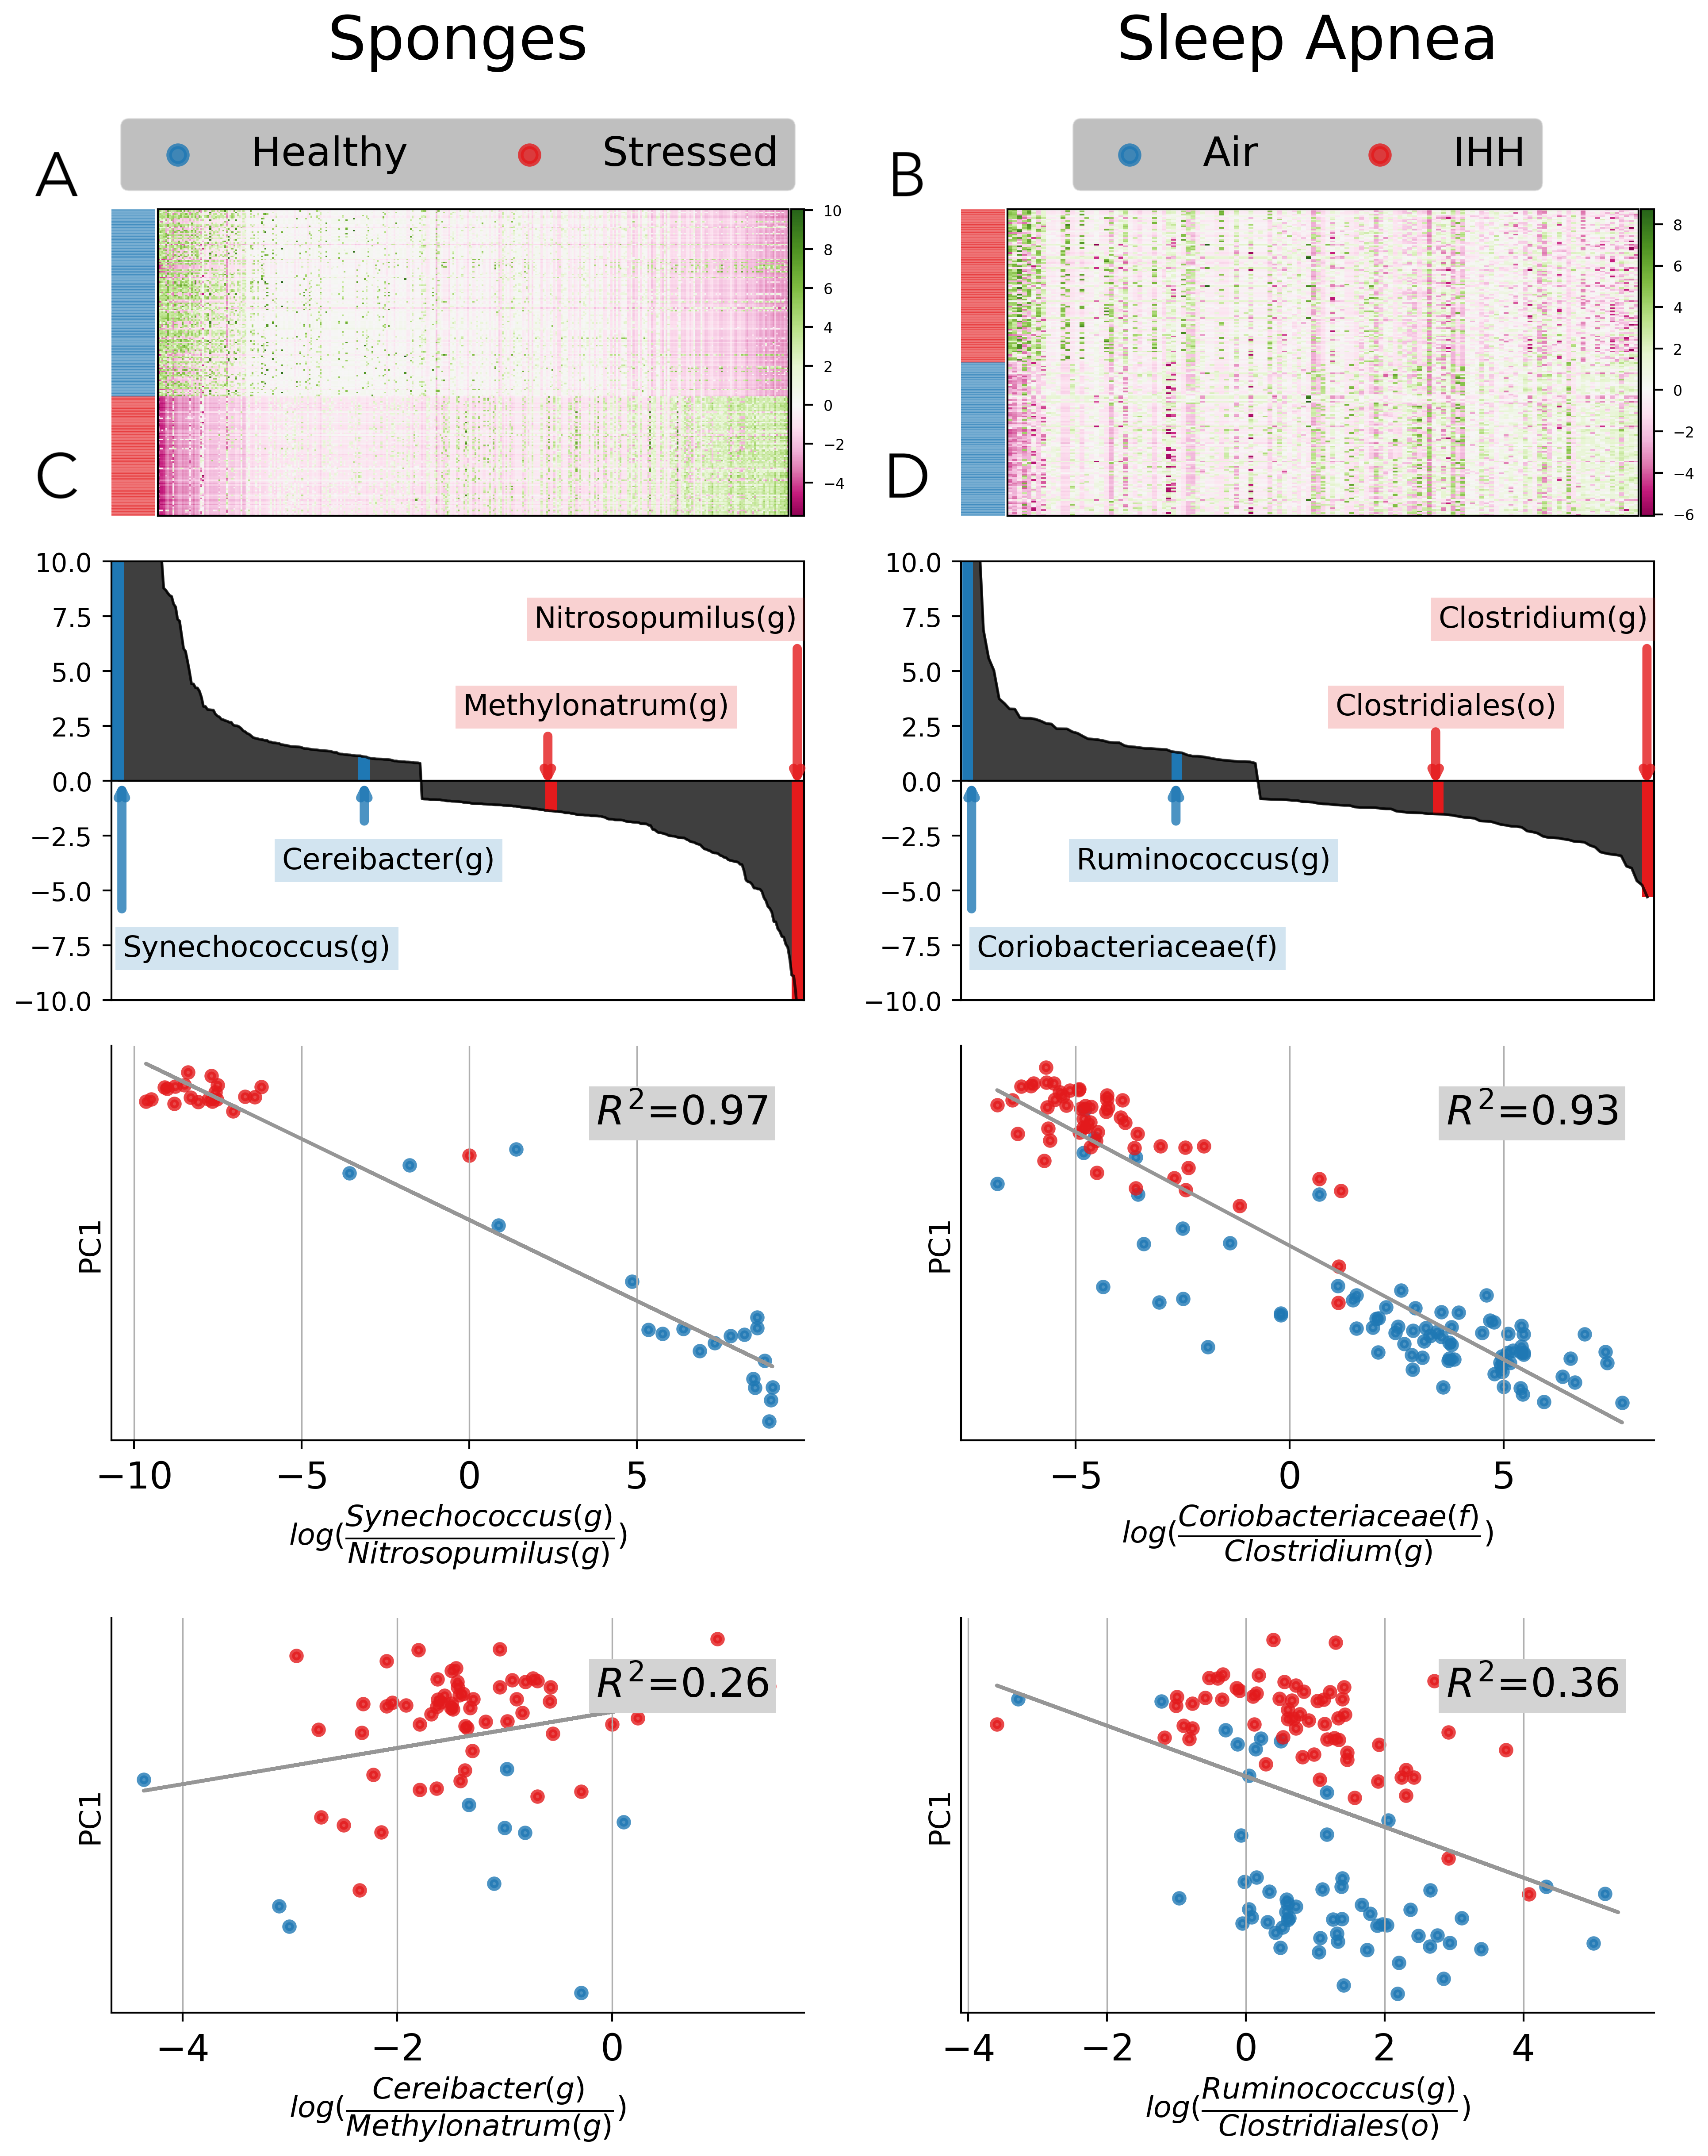 Sponges
Sleep Apnea
A
Healthy
Stressed
B
Air
IHH
10
8
6
4
2
0
−2
−4
8
6
4
2
0
−2
−4
−6
C
D
10.0
7.5
5.0
2.5
0.0
−2.5
−5.0
−7.5
−10.0
Nitrosopumilus(g)
Methylonatrum(g)
Cereibacter(g)
Synechococcus(g)
10.0
7.5
5.0
2.5
0.0
−2.5
−5.0
−7.5
−10.0
Clostridium(g)
Clostridiales(o)
Ruminococcus(g)
Coriobacteriaceae(f)
R²=0.97
PC1
−10 −5 0 5
log(Synechococcus(g)/Nitrosopumilus(g))
R²=0.93
PC1
−5 0 5
log(Coriobacteriaceae(f)/Clostridium(g))
R²=0.26
PC1
−4 −2 0
log(Cereibacter(g)/Methylonatrum(g))
R²=0.36
PC1
−4 −2 0 2 4
log(Ruminococcus(g)/Clostridiales(o))